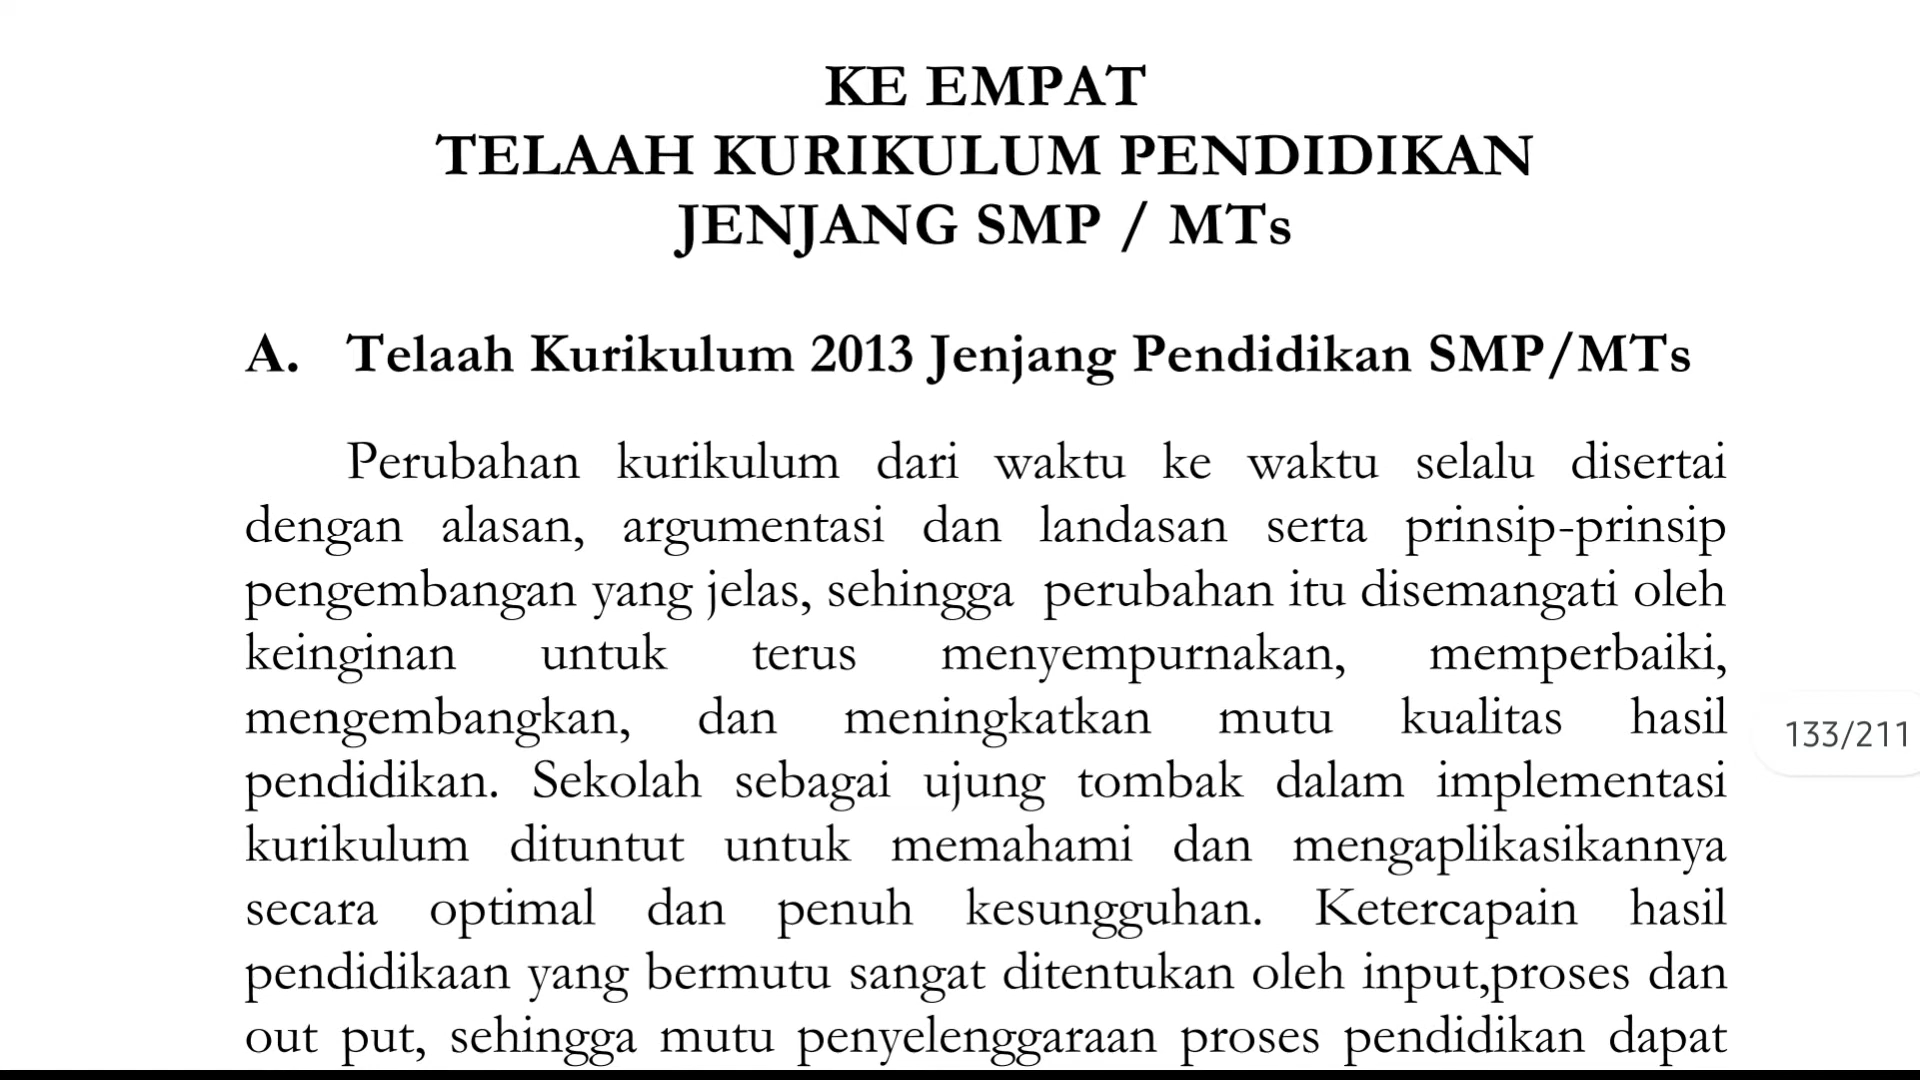 KE EMPAT
TELAAH KURIKULUM PENDIDIKAN
JENJANG SMP / MTs
A. Telaah Kurikulum 2013 Jenjang Pendidikan SMP/MTs
Perubahan kurikulum dari waktu ke waktu selalu disertai
dengan alasan, argumentasi dan landasan serta prinsip-prinsip
pengembangan yang jelas, sehingga perubahan itu disemangati oleh
keinginan untuk terus menyempurnakan, memperbaiki,
mengembangkan, dan meningkatkan mutu kualitas hasil
pendidikan. Sekolah sebagai ujung tombak dalam implementasi
kurikulum dituntut untuk memahami dan mengaplikasikannya
secara optimal dan penuh kesungguhan. Ketercapain hasil
pendidikaan yang bermutu sangat ditentukan oleh input,proses dan
out put, sehingga mutu penyelenggaraan proses pendidikan dapat
133/211